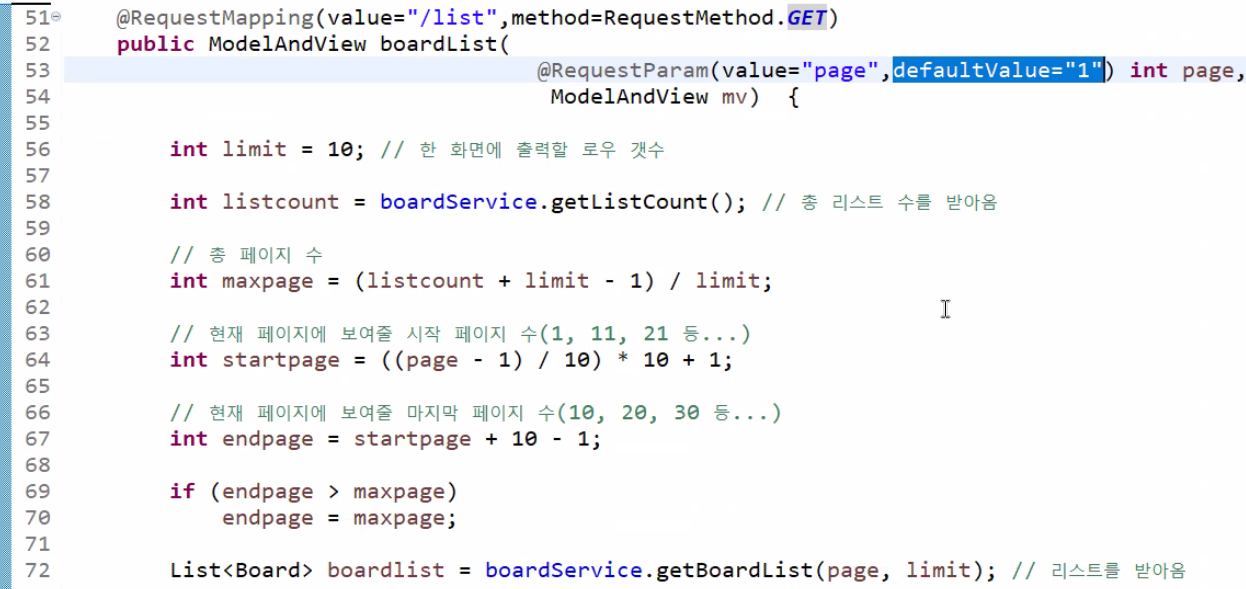 51 @RequestMapping(value="/list",method=RequestMethod.GET)
52 public ModelAndView boardList(
53 @RequestParam(value="page",defaultValue="1") int page,
54 ModelAndView mv) {
55
56 int limit = 10; // 한 화면에 출력할 로우 갯수
57
58 int listcount = boardService.getListCount(); // 총 리스트 수를 받아옴
59
60 // 총 페이지 수
61 int maxpage = (listcount + limit - 1) / limit;
62
63 // 현재 페이지에 보여줄 시작 페이지 수(1, 11, 21 등...)
64 int startpage = ((page - 1) / 10) * 10 + 1;
65
66 // 현재 페이지에 보여줄 마지막 페이지 수(10, 20, 30 등...)
67 int endpage = startpage + 10 - 1;
68
69 if (endpage > maxpage)
70 endpage = maxpage;
71
72 List<Board> boardlist = boardService.getBoardList(page, limit); // 리스트를 받아옴